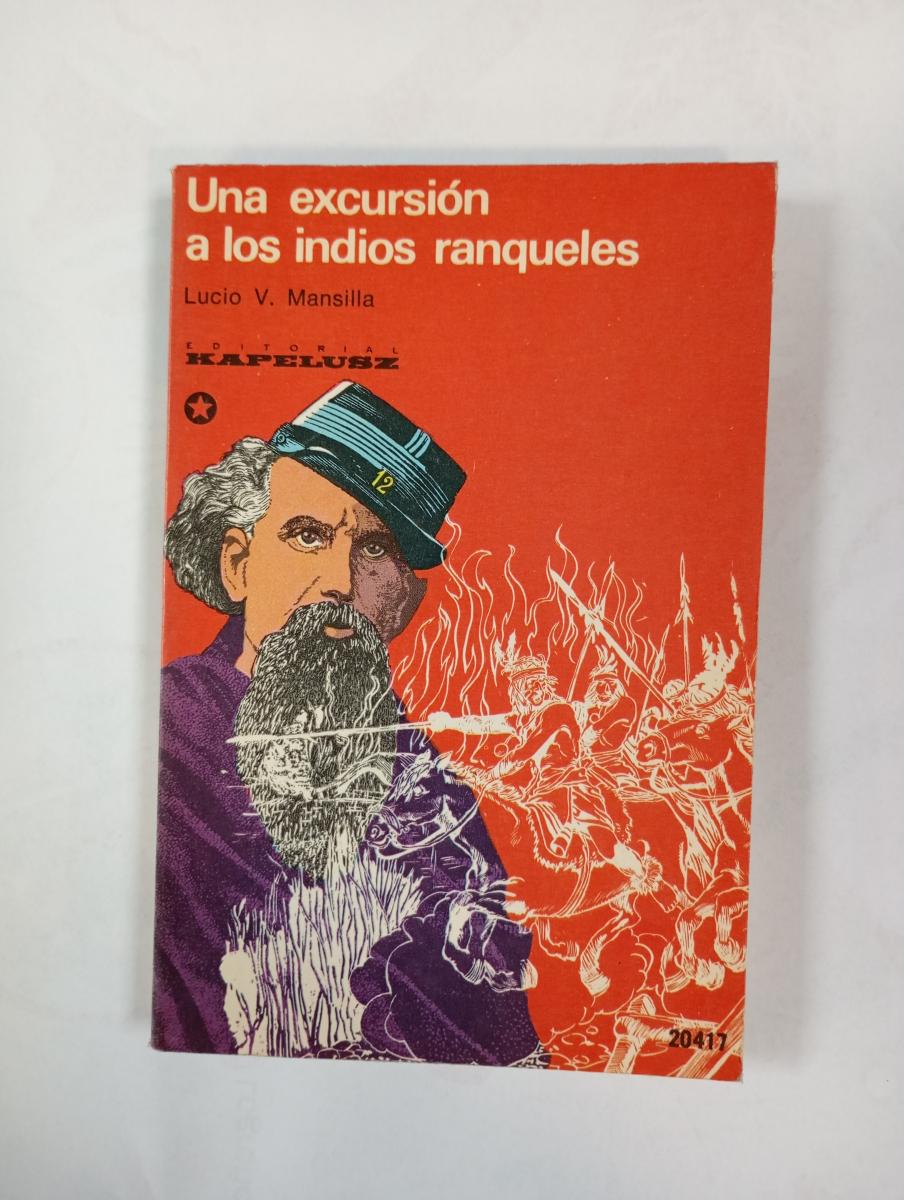 Una excursión
a los indios ranqueles
Lucio V. Mansilla
EDITORIAL
KAPELUSZ
12
20417